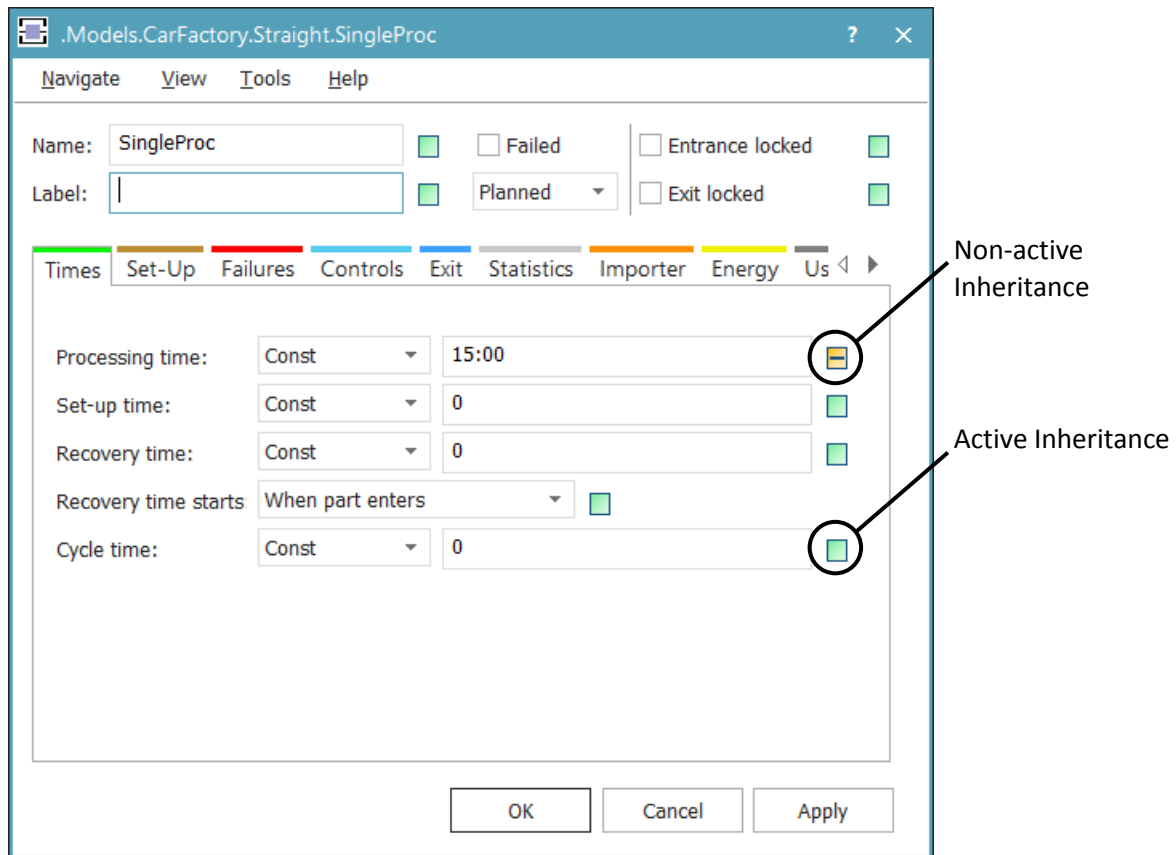 .Models.CarFactory.Straight.SingleProc ? ×
Navigate View Tools Help
Name: SingleProc Failed Entrance locked
Label: Planned Exit locked
Times Set-Up Failures Controls Exit Statistics Importer Energy Us
Non-active
Inheritance
Processing time: Const 15:00
Set-up time: Const 0
Recovery time: Const 0
Active Inheritance
Recovery time starts When part enters
Cycle time: Const 0
OK Cancel Apply